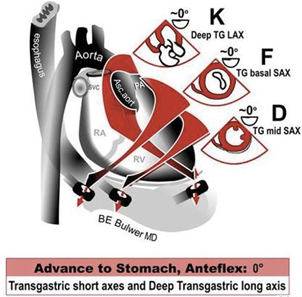 ~0°
K
Deep TG LAX
~0°
F
TG basal SAX
~0°
D
TG mid SAX
esophagus
Aorta
SVC
Asc.aort
PA
RA
RV
BE Bulwer MD
Advance to Stomach, Anteflex: 0°
Transgastric short axes and Deep Transgastric long axis